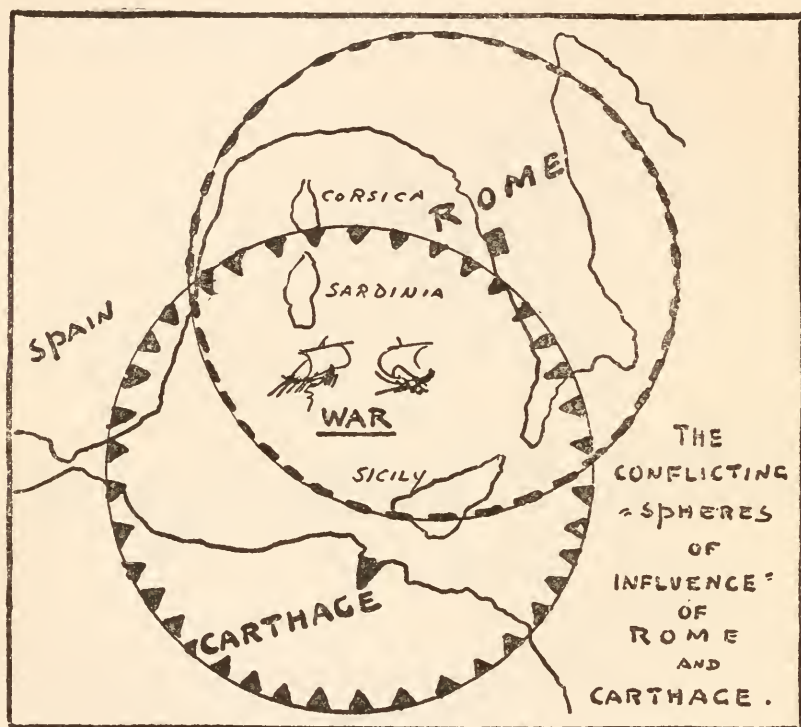 CORSICA
ROME
SARDINIA
SPAIN
WAR
SICILY
CARTHAGE
THE
CONFLICTING
"SPHERES
OF
INFLUENCE"
OF
ROME
AND
CARTHAGE.